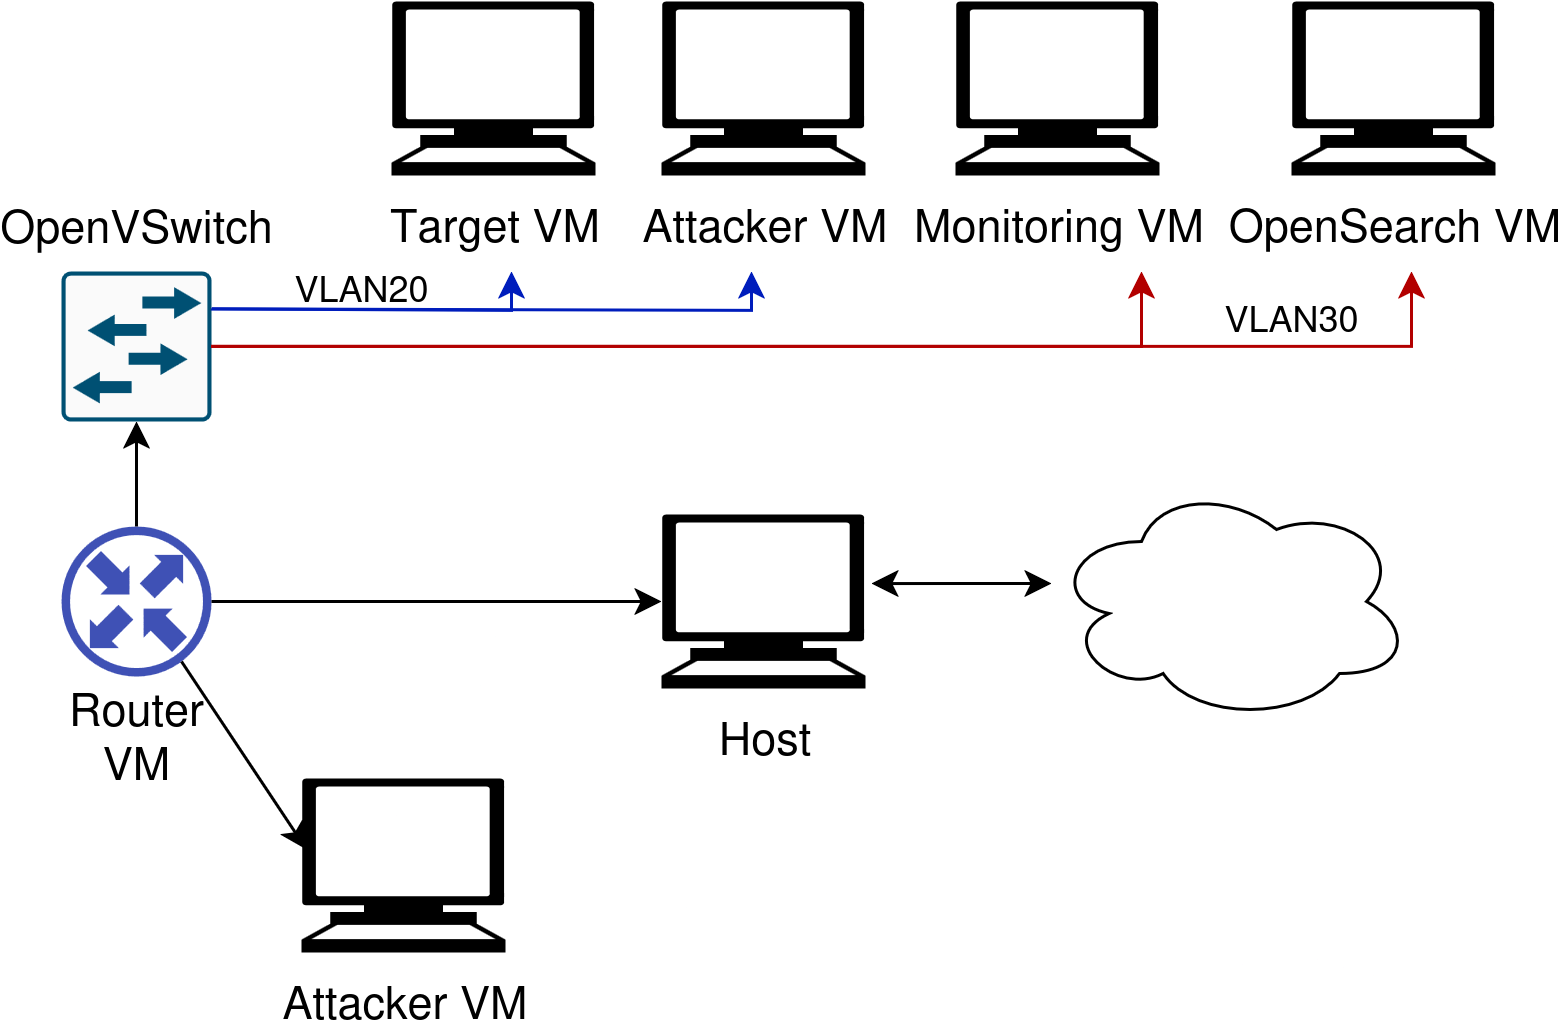 OpenVSwitch
Target VM
Attacker VM
Monitoring VM
OpenSearch VM
VLAN20
VLAN30
Router
VM
Host
Attacker VM